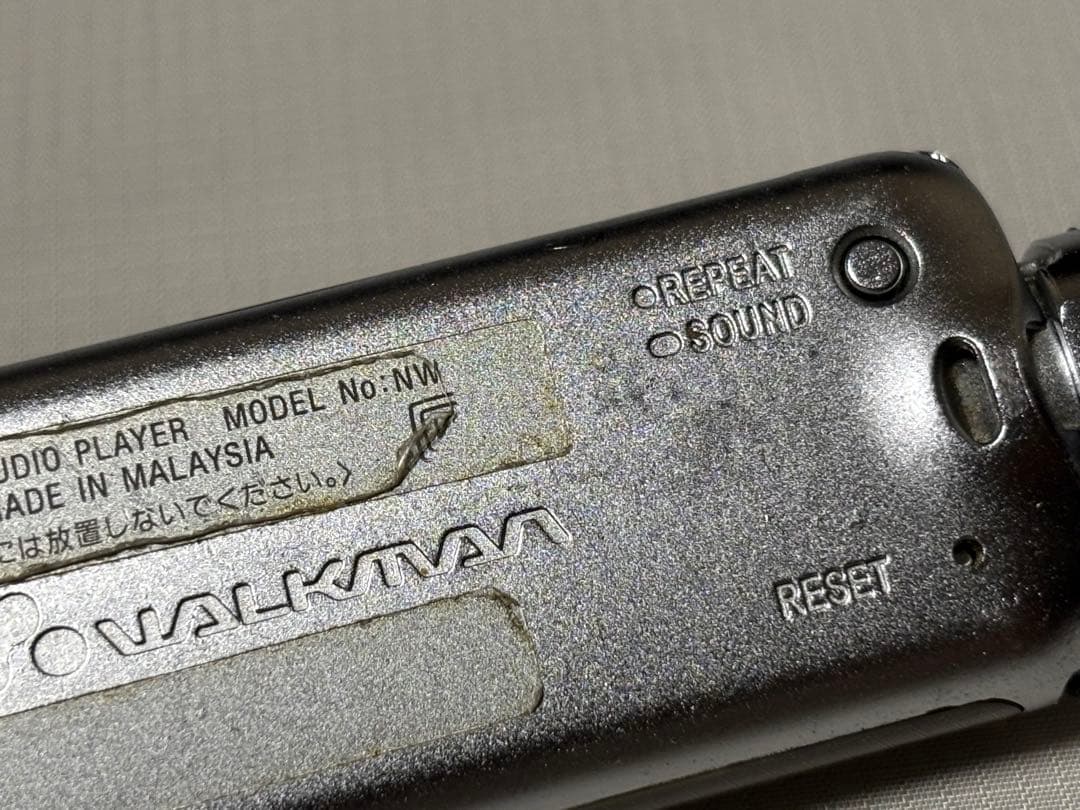 REPEAT
SOUND
UDIO PLAYER MODEL No:NW
MADE IN MALAYSIA
には放置しないでください。〉
WALKMAN
RESET